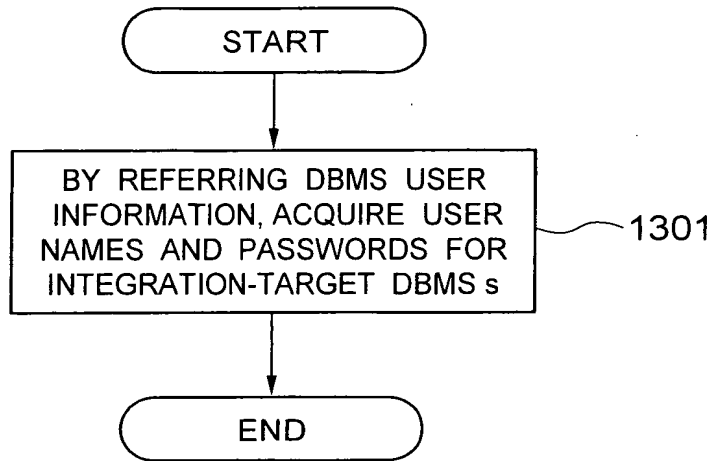 START
BY REFERRING DBMS USER
INFORMATION, ACQUIRE USER
NAMES AND PASSWORDS FOR
INTEGRATION-TARGET DBMS s
1301
END